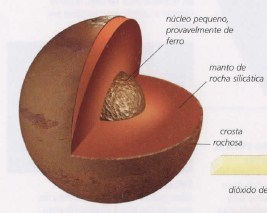 núcleo pequeno,
provavelmente de
ferro
manto de
rocha silicática
crosta
rochosa
dióxido de